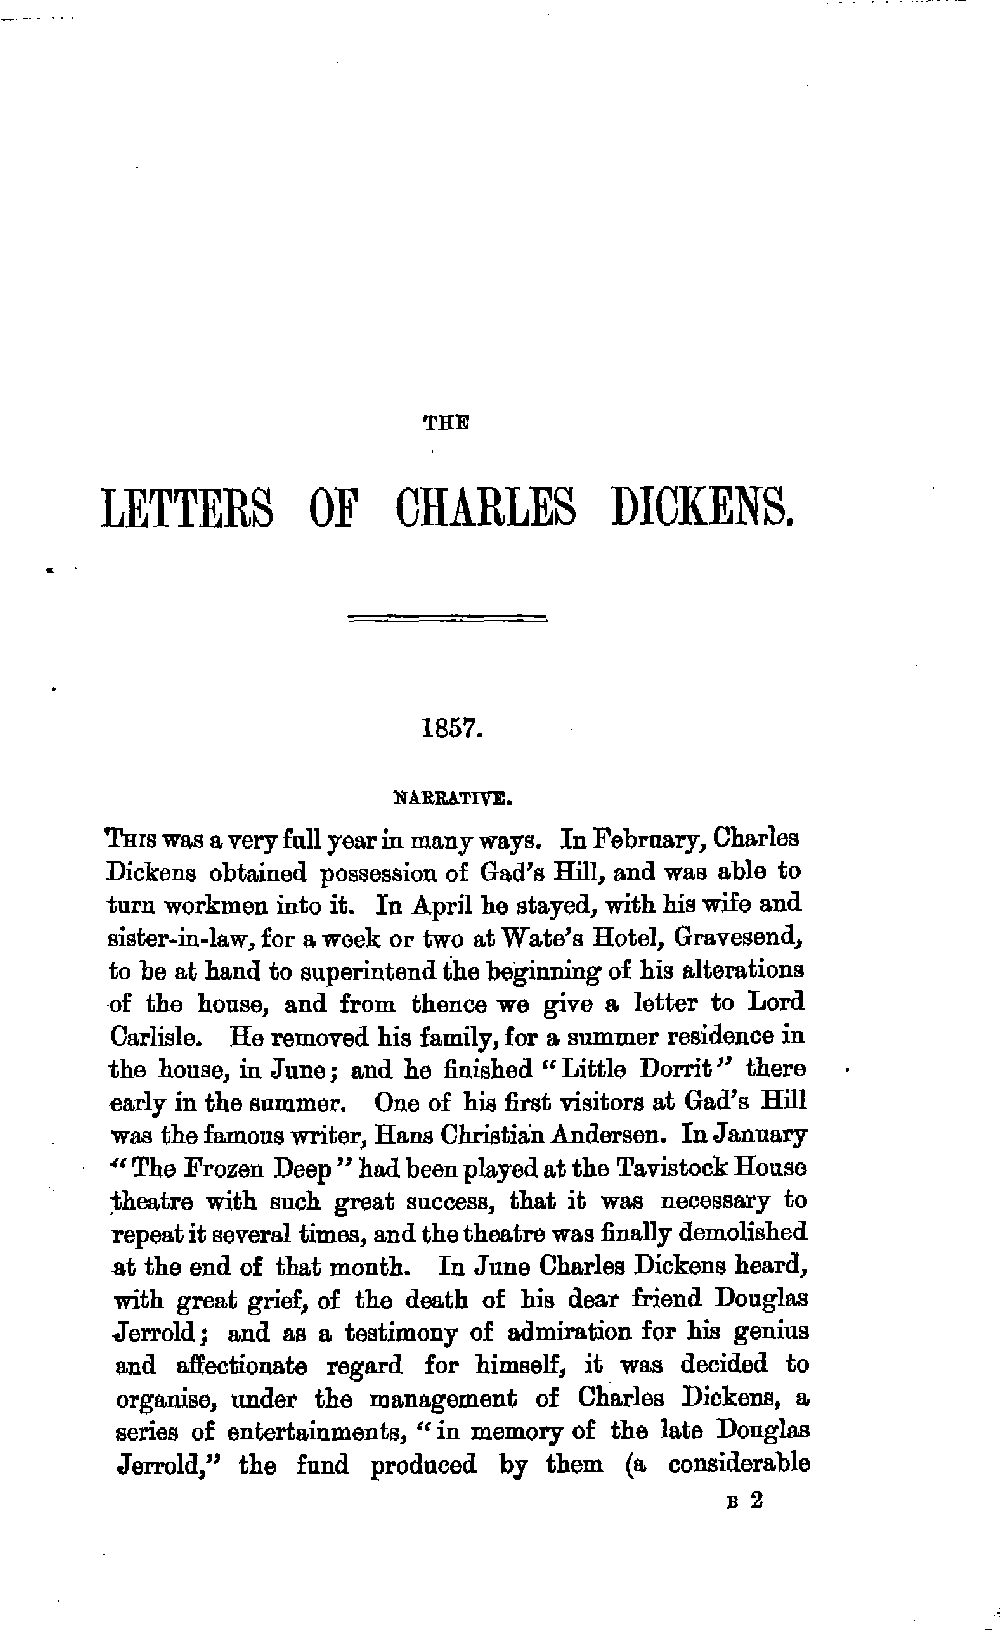 THE
LETTERS OF CHARLES DICKENS.
1857.
NARRATIVE.
THIS was a very full year in many ways. In February, Charles
Dickens obtained possession of Gad's Hill, and was able to
turn workmen into it. In April he stayed, with his wife and
sister-in-law, for a week or two at Wate's Hotel, Gravesend,
to be at hand to superintend the beginning of his alterations
of the house, and from thence we give a letter to Lord
Carlisle. He removed his family, for a summer residence in
the house, in June; and he finished "Little Dorrit" there
early in the summer. One of his first visitors at Gad's Hill
was the famous writer, Hans Christian Andersen. In January
"The Frozen Deep" had been played at the Tavistock House
theatre with such great success, that it was necessary to
repeat it several times, and the theatre was finally demolished
at the end of that month. In June Charles Dickens heard,
with great grief, of the death of his dear friend Douglas
Jerrold; and as a testimony of admiration for his genius
and affectionate regard for himself, it was decided to
organise, under the management of Charles Dickens, a
series of entertainments, "in memory of the late Douglas
Jerrold," the fund produced by them (a considerable
B 2